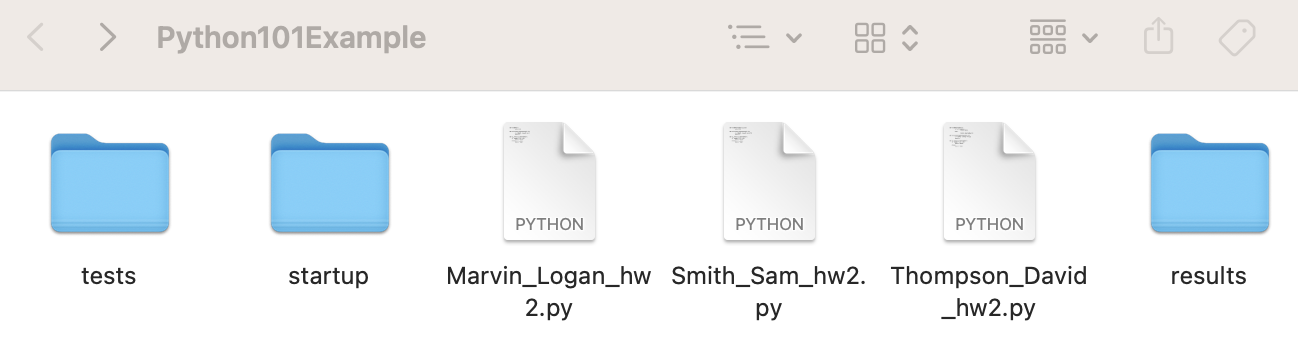 Python101Example
PYTHON
PYTHON
PYTHON
tests
startup
Marvin_Logan_hw
2.py
Smith_Sam_hw2.
py
Thompson_David
_hw2.py
results